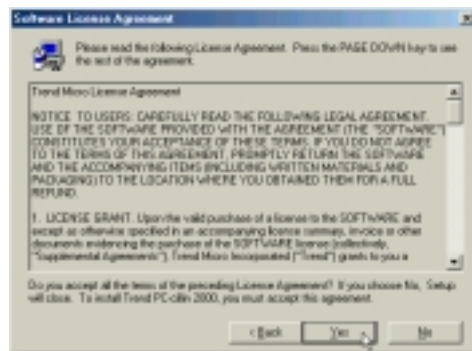 Software License Agreement
Please read the following License Agreement. Press the PAGE DOWN key to see
the rest of the agreement.
Trend Micro License Agreement
NOTICE TO USERS: CAREFULLY READ THE FOLLOWING LEGAL AGREEMENT.
USE OF THE SOFTWARE PROVIDED WITH THE AGREEMENT (THE "SOFTWARE")
CONSTITUTES YOUR ACCEPTANCE OF THESE TERMS. IF YOU DO NOT AGREE
TO THE TERMS OF THIS AGREEMENT, PROMPTLY RETURN THE SOFTWARE
AND THE ACCOMPANYING ITEMS (INCLUDING WRITTEN MATERIALS AND
PACKAGING) TO THE LOCATION WHERE YOU OBTAINED THEM FOR A FULL
REFUND.
1. LICENSE GRANT. Upon the valid purchase of a license to the SOFTWARE and
except as otherwise specified in an accompanying license summary, invoice or other
documents evidencing the purchase of the SOFTWARE license (collectively,
"Supplemental Agreements"), Trend Micro Incorporated ("Trend") grants to you a
Do you accept all the terms of the preceding License Agreement? If you choose No, Setup
will close. To install Trend PC-cillin 2000, you must accept this agreement.
< Back
Yes
No